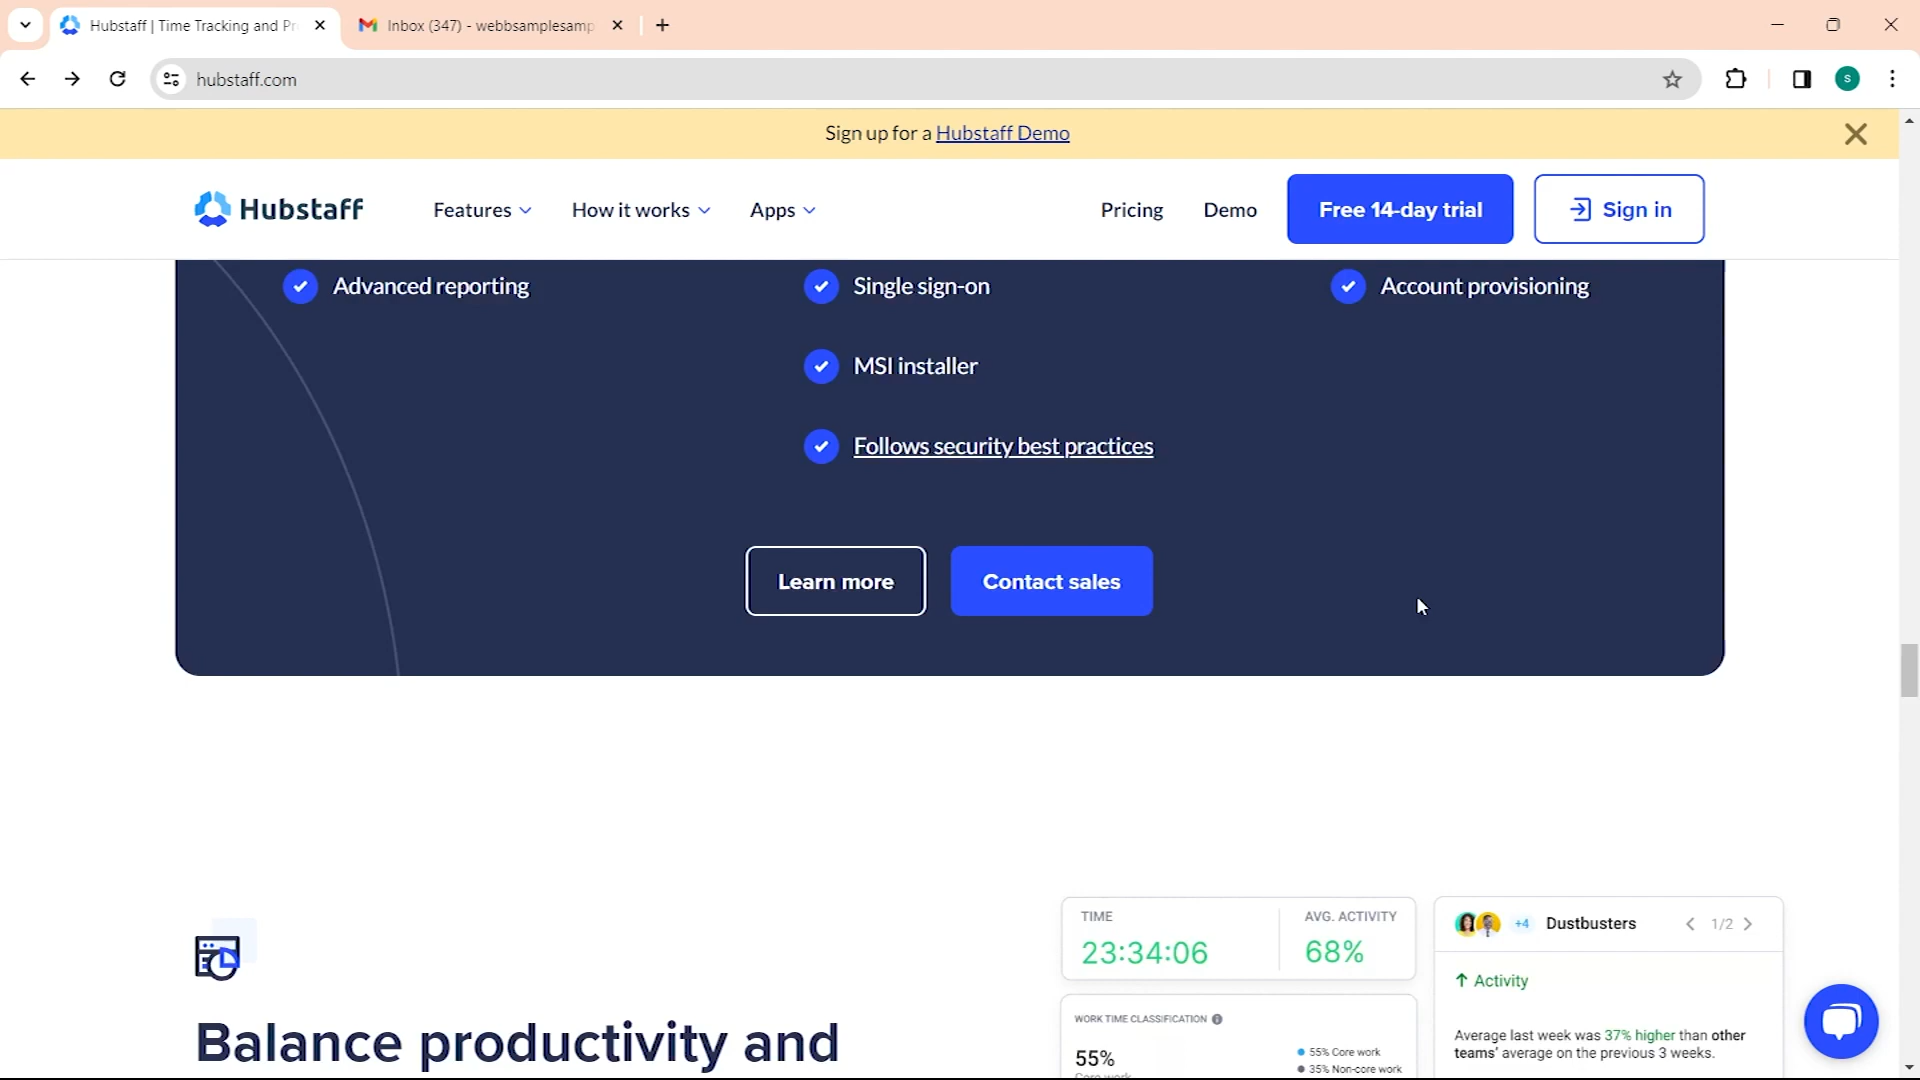 Hubstaff | Time Tracking and Pr
Inbox (347) - webbsamplesamp
hubstaff.com
S
Sign up for a Hubstaff Demo
Hubstaff
Features
How it works
Apps
Pricing
Demo
Free 14-day trial
Sign in
Advanced reporting
Single sign-on
Account provisioning
MSI installer
Follows security best practices
Learn more
Contact sales
TIME
23:34:06
AVG. ACTIVITY
68%
+4
Dustbusters
1/2
Activity
Balance productivity and
WORK TIME CLASSIFICATION
55%
Core work
55% Core work
35% Non-core work
Average last week was 37% higher than other
teams' average on the previous 3 weeks.